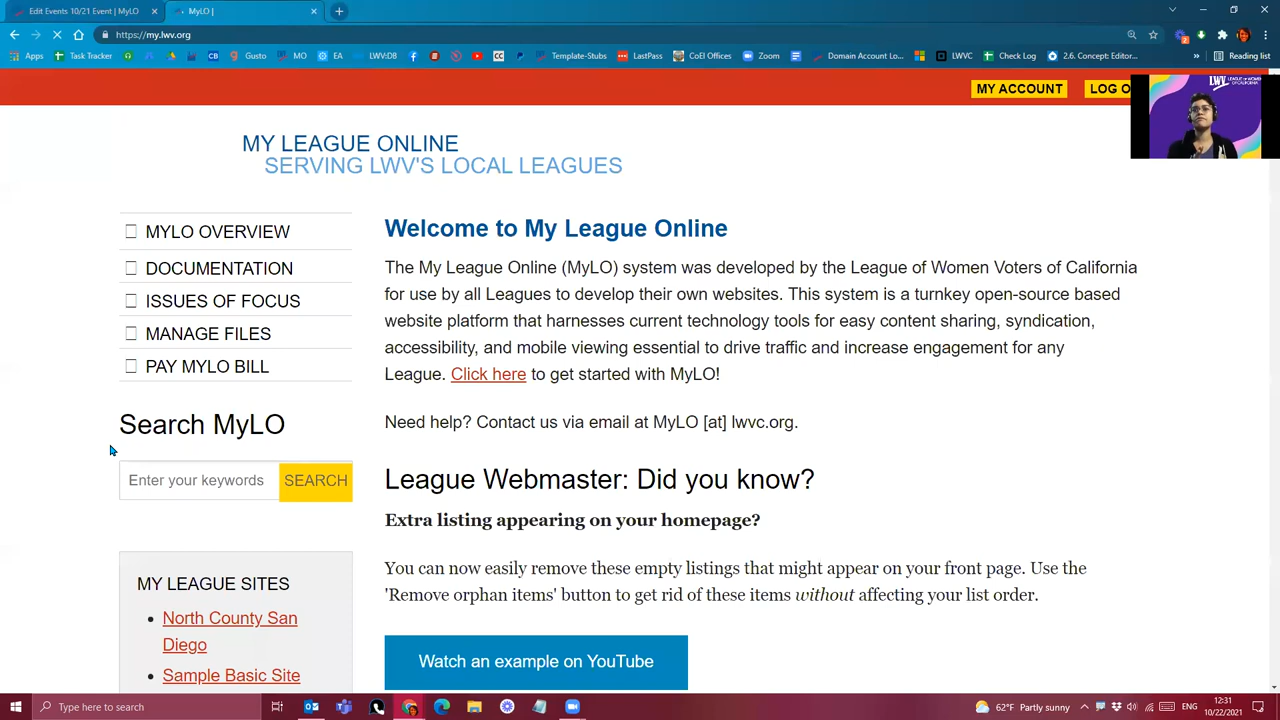 Edit Events 10/21 Event | MyLO
MyLO |
https://my.lwv.org
Apps
Task Tracker
CB
Gusto
MO
EA
LWV:DB
CC
Template-Stubs
LastPass
CoEI Offices
Zoom
Domain Account Lo...
LWVC
Check Log
2.6. Concept: Editor...
»
Reading list
MY ACCOUNT
LOG O
LWV
MY LEAGUE ONLINE
SERVING LWV'S LOCAL LEAGUES
MYLO OVERVIEW
DOCUMENTATION
ISSUES OF FOCUS
MANAGE FILES
PAY MYLO BILL
Search MyLO
Enter your keywords
SEARCH
MY LEAGUE SITES
North County San
Diego
Sample Basic Site
Welcome to My League Online
The My League Online (MyLO) system was developed by the League of Women Voters of California
for use by all Leagues to develop their own websites. This system is a turnkey open-source based
website platform that harnesses current technology tools for easy content sharing, syndication,
accessibility, and mobile viewing essential to drive traffic and increase engagement for any
League. Click here to get started with MyLO!
Need help? Contact us via email at MyLO [at] lwvc.org.
League Webmaster: Did you know?
Extra listing appearing on your homepage?
You can now easily remove these empty listings that might appear on your front page. Use the
'Remove orphan items' button to get rid of these items without affecting your list order.
Watch an example on YouTube
Type here to search
62°F Partly sunny
ENG
12:31
10/22/2021